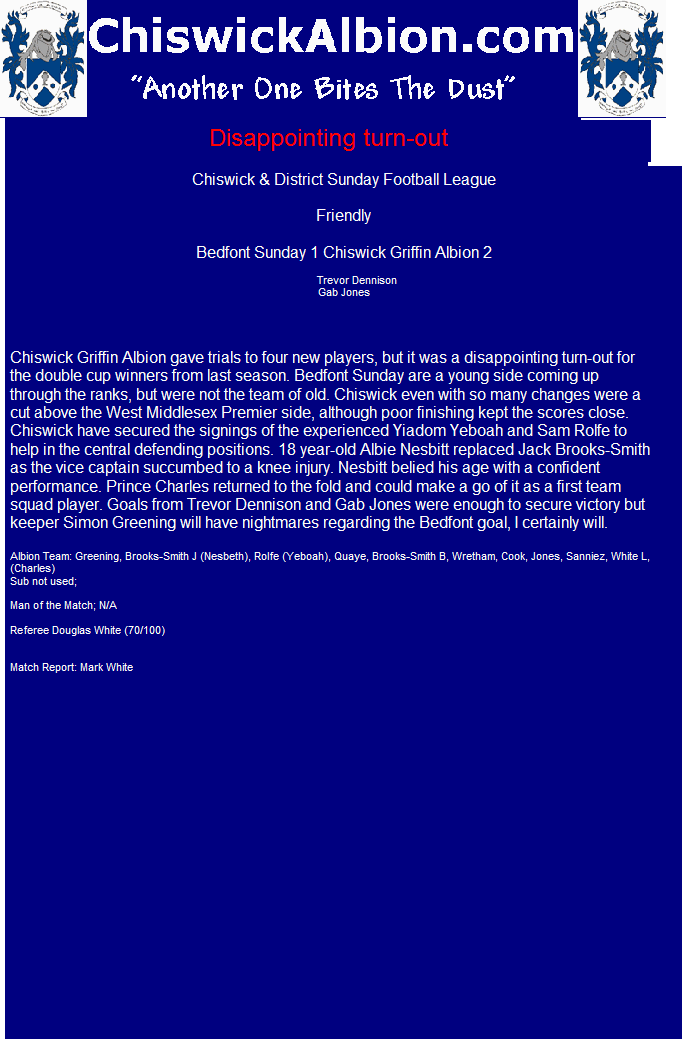 ChiswickAlbion.com
"Another One Bites The Dust"
Disappointing turn-out
Chiswick & District Sunday Football League
Friendly
Bedfont Sunday 1 Chiswick Griffin Albion 2
Trevor Dennison
Gab Jones
Chiswick Griffin Albion gave trials to four new players, but it was a disappointing turn-out for
the double cup winners from last season. Bedfont Sunday are a young side coming up
through the ranks, but were not the team of old. Chiswick even with so many changes were a
cut above the West Middlesex Premier side, although poor finishing kept the scores close.
Chiswick have secured the signings of the experienced Yiadom Yeboah and Sam Rolfe to
help in the central defending positions. 18 year-old Albie Nesbitt replaced Jack Brooks-Smith
as the vice captain succumbed to a knee injury. Nesbitt belied his age with a confident
performance. Prince Charles returned to the fold and could make a go of it as a first team
squad player. Goals from Trevor Dennison and Gab Jones were enough to secure victory but
keeper Simon Greening will have nightmares regarding the Bedfont goal, I certainly will.
Albion Team: Greening, Brooks-Smith J (Nesbeth), Rolfe (Yeboah), Quaye, Brooks-Smith B, Wretham, Cook, Jones, Sanniez, White L,
(Charles)
Sub not used;
Man of the Match; N/A
Referee Douglas White (70/100)
Match Report: Mark White